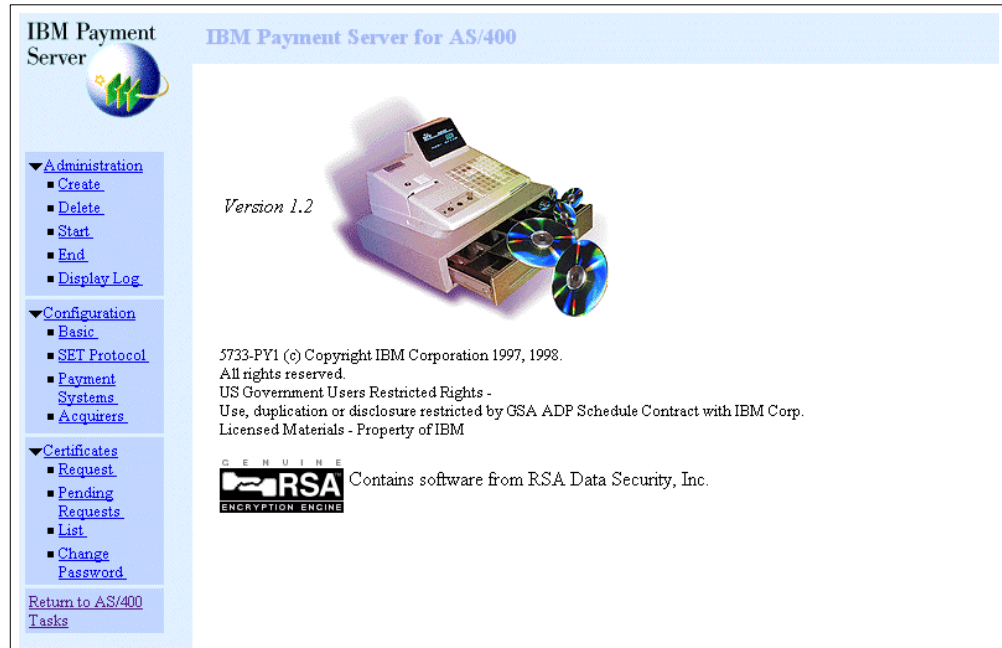 IBM Payment
Server
IBM Payment Server for AS/400
Administration
Create
Delete
Start
End
Display Log
Configuration
Basic
SET Protocol
Payment
Systems
Acquirers
Certificates
Request
Pending
Requests
List
Change
Password
Return to AS/400
Tasks
Version 1.2
5733-PY1 (c) Copyright IBM Corporation 1997, 1998.
All rights reserved.
US Government Users Restricted Rights -
Use, duplication or disclosure restricted by GSA ADP Schedule Contract with IBM Corp.
Licensed Materials - Property of IBM
GENUINE
RSA
ENCRYPTION ENGINE
Contains software from RSA Data Security, Inc.